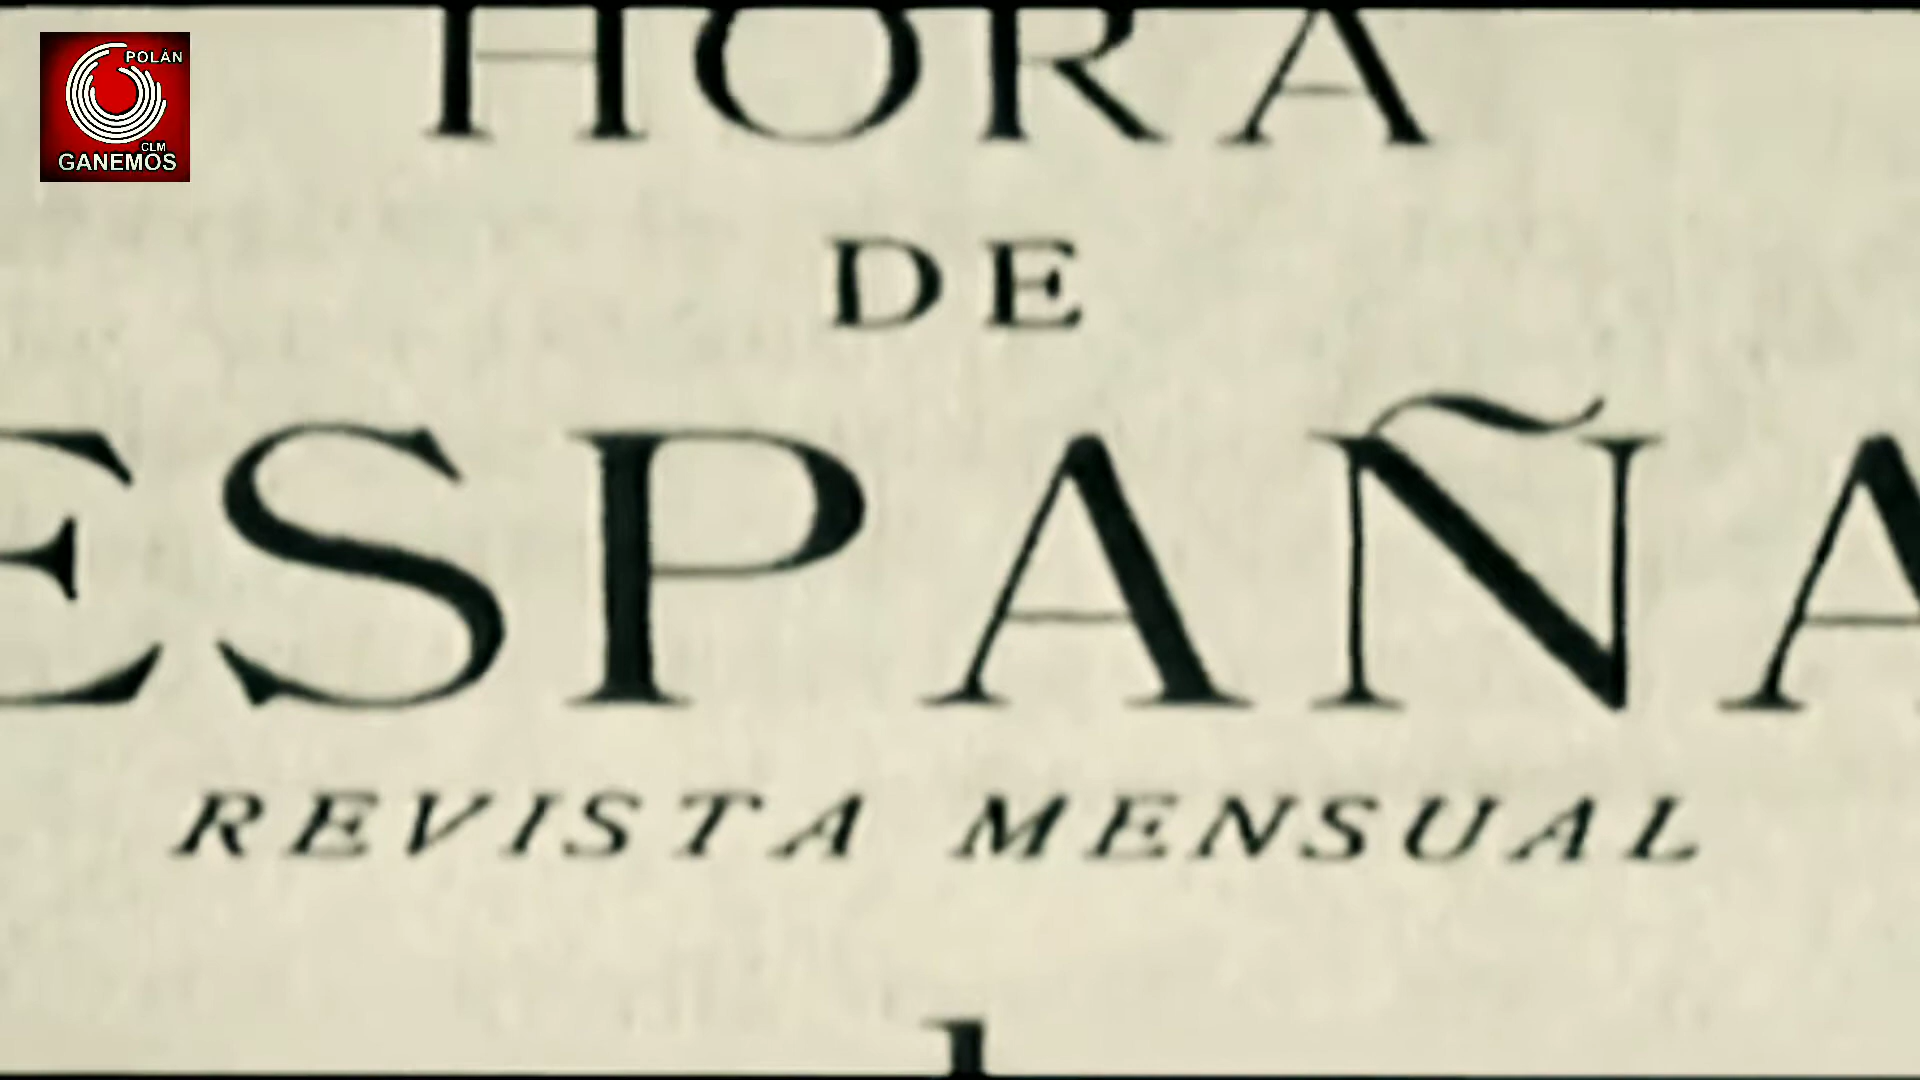 POLÁN
CLM
GANEMOS
HORA
DE
ESPAÑA
REVISTA MENSUAL